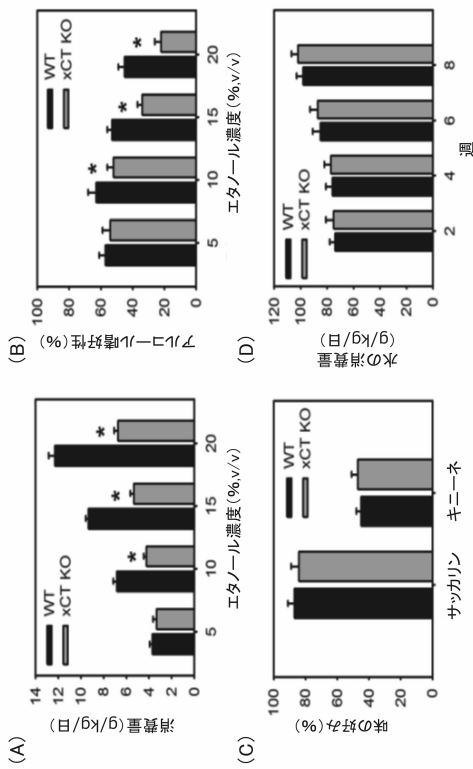 (A)
消費量(g/kg/日)
14
12
10
8
6
4
2
0
WT
xCT KO
*
*
*
5
10
15
20
エタノール濃度(%,v/v)
(B)
アルコール嗜好性(%)
100
80
60
40
20
0
WT
xCT KO
*
*
*
5
10
15
20
エタノール濃度(%,v/v)
(C)
味の好み(%)
100
80
60
40
20
0
WT
xCT KO
サッカリン
キニーネ
(D)
水の消費量
(g/kg/日)
120
100
80
60
40
20
0
WT
xCT KO
2
4
6
8
週